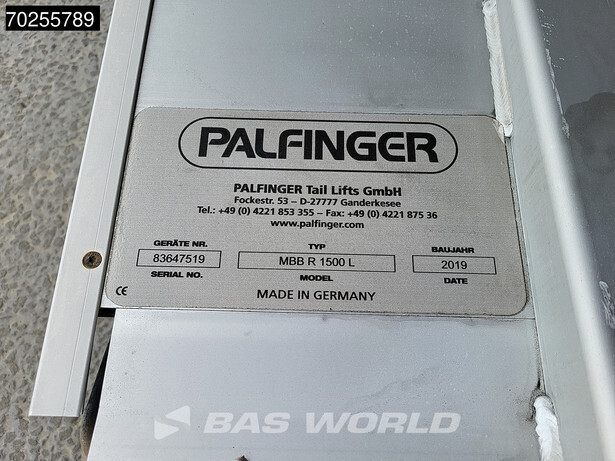 70255789
PALFINGER
PALFINGER Tail Lifts GmbH
Fockestr. 53 – D-27777 Ganderkesee
Tel.: +49 (0) 4221 853 355 – Fax: +49 (0) 4221 875 36
www.palfinger.com
GERÄTE NR. TYP BAUJAHR
83647519 MBB R 1500 L 2019
SERIAL NO. MODEL DATE
CE MADE IN GERMANY
BAS WORLD